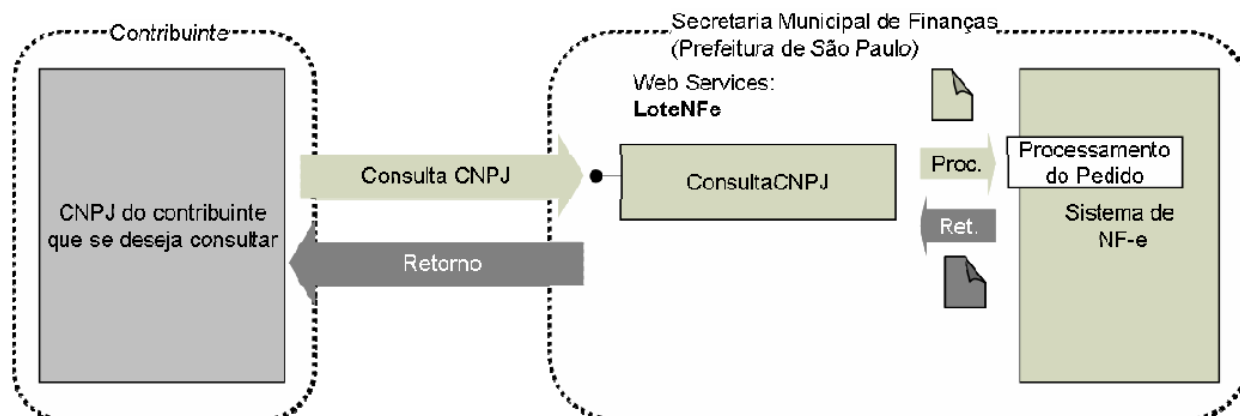 Contribuinte
CNPJ do contribuinte
que se deseja consultar
Consulta CNPJ
Retorno
Secretaria Municipal de Finanças
(Prefeitura de São Paulo)
Web Services:
LoteNFe
ConsultaCNPJ
Proc.
Ret.
Processamento
do Pedido
Sistema de
NF-e